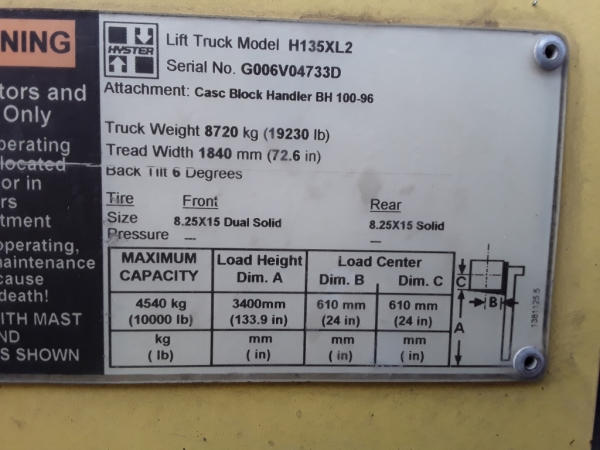 NING
tors and
Only
perating
located
or in
rs
tment
operating,
maintenance
cause
death!
ITH MAST
ND
S SHOWN
HYSTER
Lift Truck Model H135XL2
Serial No. G006V04733D
Attachment: Casc Block Handler BH 100-96
Truck Weight 8720 kg (19230 lb)
Tread Width 1840 mm (72.6 in)
Back Tilt 6 Degrees
Tire Front Rear
Size 8.25X15 Dual Solid 8.25X15 Solid
Pressure — —
MAXIMUM CAPACITY Load Height Dim. A Load Center Dim. B Dim. C
4540 kg 3400mm 610 mm 610 mm
(10000 lb) (133.9 in) (24 in) (24 in)
kg mm mm mm
( lb) ( in) ( in) ( in)
C
B
A
1381125.5